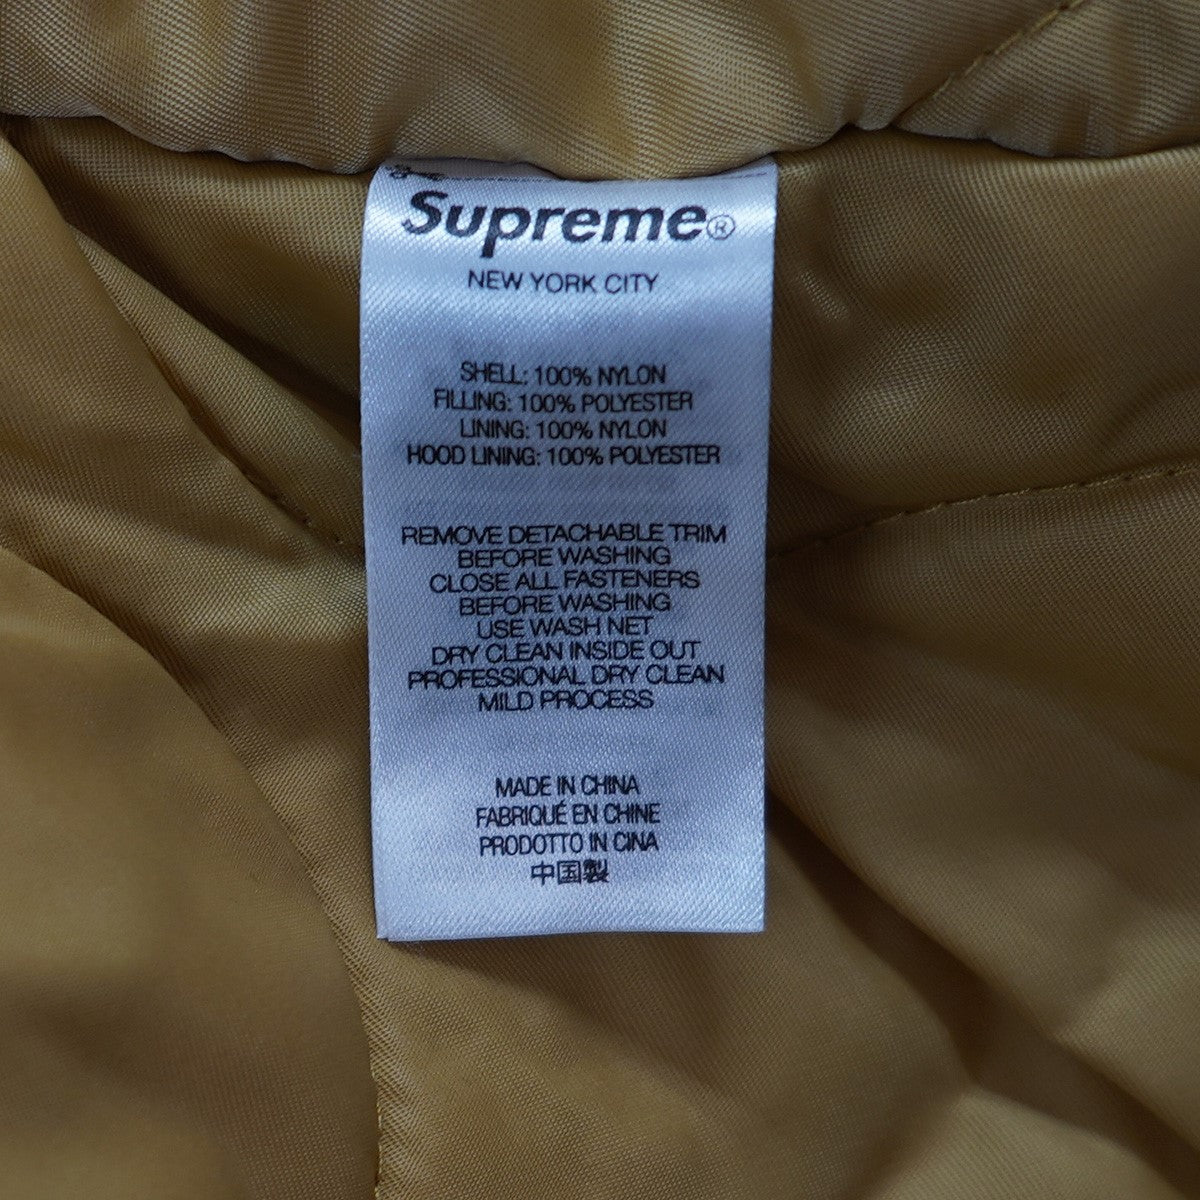 Supreme®
NEW YORK CITY
SHELL: 100% NYLON
FILLING: 100% POLYESTER
LINING: 100% NYLON
HOOD LINING: 100% POLYESTER
REMOVE DETACHABLE TRIM
BEFORE WASHING
CLOSE ALL FASTENERS
BEFORE WASHING
USE WASH NET
DRY CLEAN INSIDE OUT
PROFESSIONAL DRY CLEAN
MILD PROCESS
MADE IN CHINA
FABRIQUÉ EN CHINE
PRODOTTO IN CINA
中国製